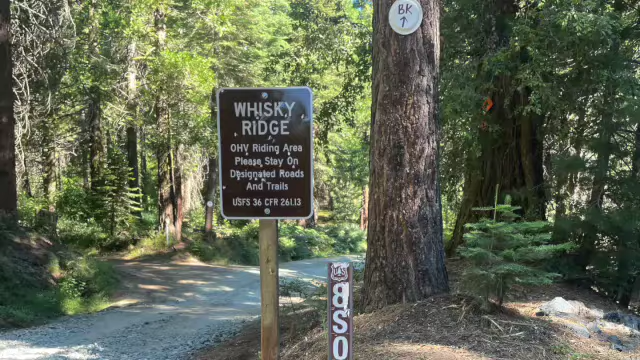 BK
↑
WHISKY
RIDGE
OHV Riding Area
Please Stay On
Designated Roads
And Trails
USFS 36 CFR 261.13
US
8S0